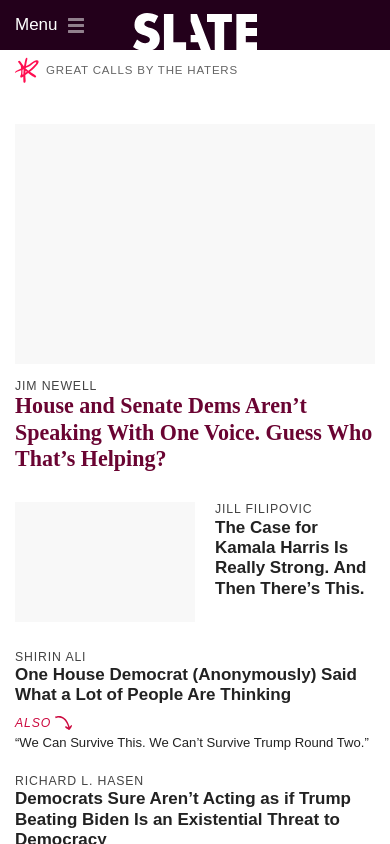 Menu
SLATE
GREAT CALLS BY THE HATERS
JIM NEWELL
House and Senate Dems Aren’t
Speaking With One Voice. Guess Who
That’s Helping?
JILL FILIPOVIC
The Case for
Kamala Harris Is
Really Strong. And
Then There’s This.
SHIRIN ALI
One House Democrat (Anonymously) Said
What a Lot of People Are Thinking
ALSO
“We Can Survive This. We Can’t Survive Trump Round Two.”
RICHARD L. HASEN
Democrats Sure Aren’t Acting as if Trump
Beating Biden Is an Existential Threat to
Democracy